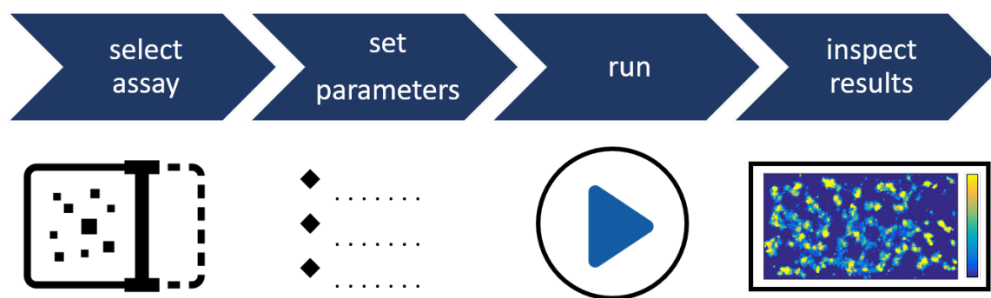 select
assay
set
parameters
run
inspect
results